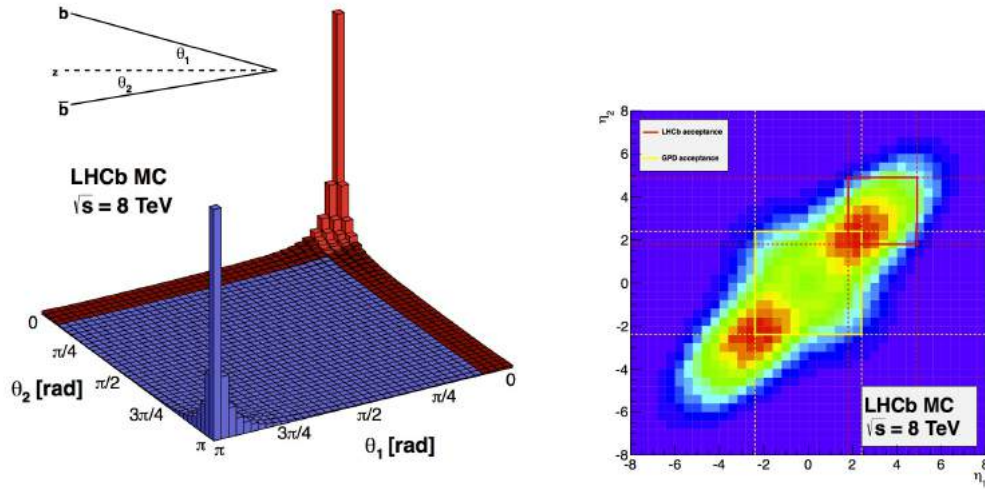 b
θ1
z
θ2
b̅
LHCb MC
√s = 8 TeV
0
π/4
π/2
3π/4
π
θ2 [rad]
π
3π/4
π/2
π/4
0
θ1 [rad]
η2
8
6
4
2
0
-2
-4
-6
-8
LHCb acceptance
GPD acceptance
LHCb MC
√s = 8 TeV
-8 -6 -4 -2 0 2 4 6 8
η1